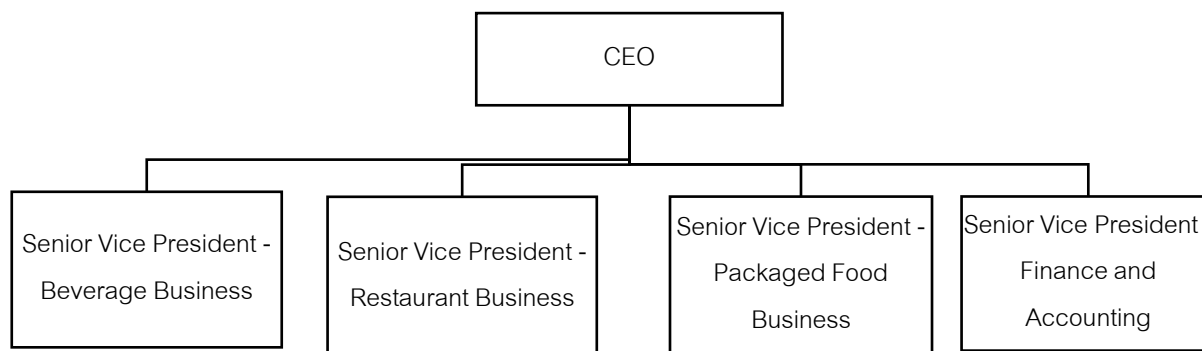 CEO
Senior Vice President -
Beverage Business
Senior Vice President -
Restaurant Business
Senior Vice President -
Packaged Food
Business
Senior Vice President
Finance and
Accounting